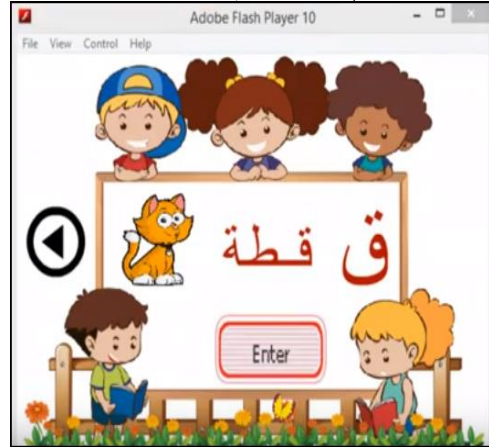 Adobe Flash Player 10
File View Control Help
ق قطة
Enter